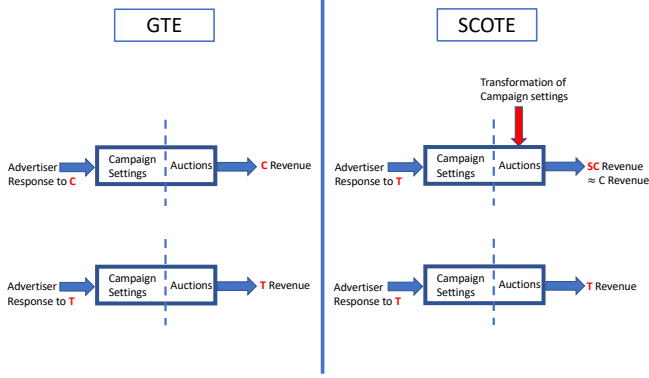 GTE
Advertiser
Response to C
Campaign
Settings
Auctions
C Revenue
Advertiser
Response to T
Campaign
Settings
Auctions
T Revenue
SCOTE
Transformation of
Campaign settings
Advertiser
Response to T
Campaign
Settings
Auctions
SC Revenue
≈ C Revenue
Advertiser
Response to T
Campaign
Settings
Auctions
T Revenue